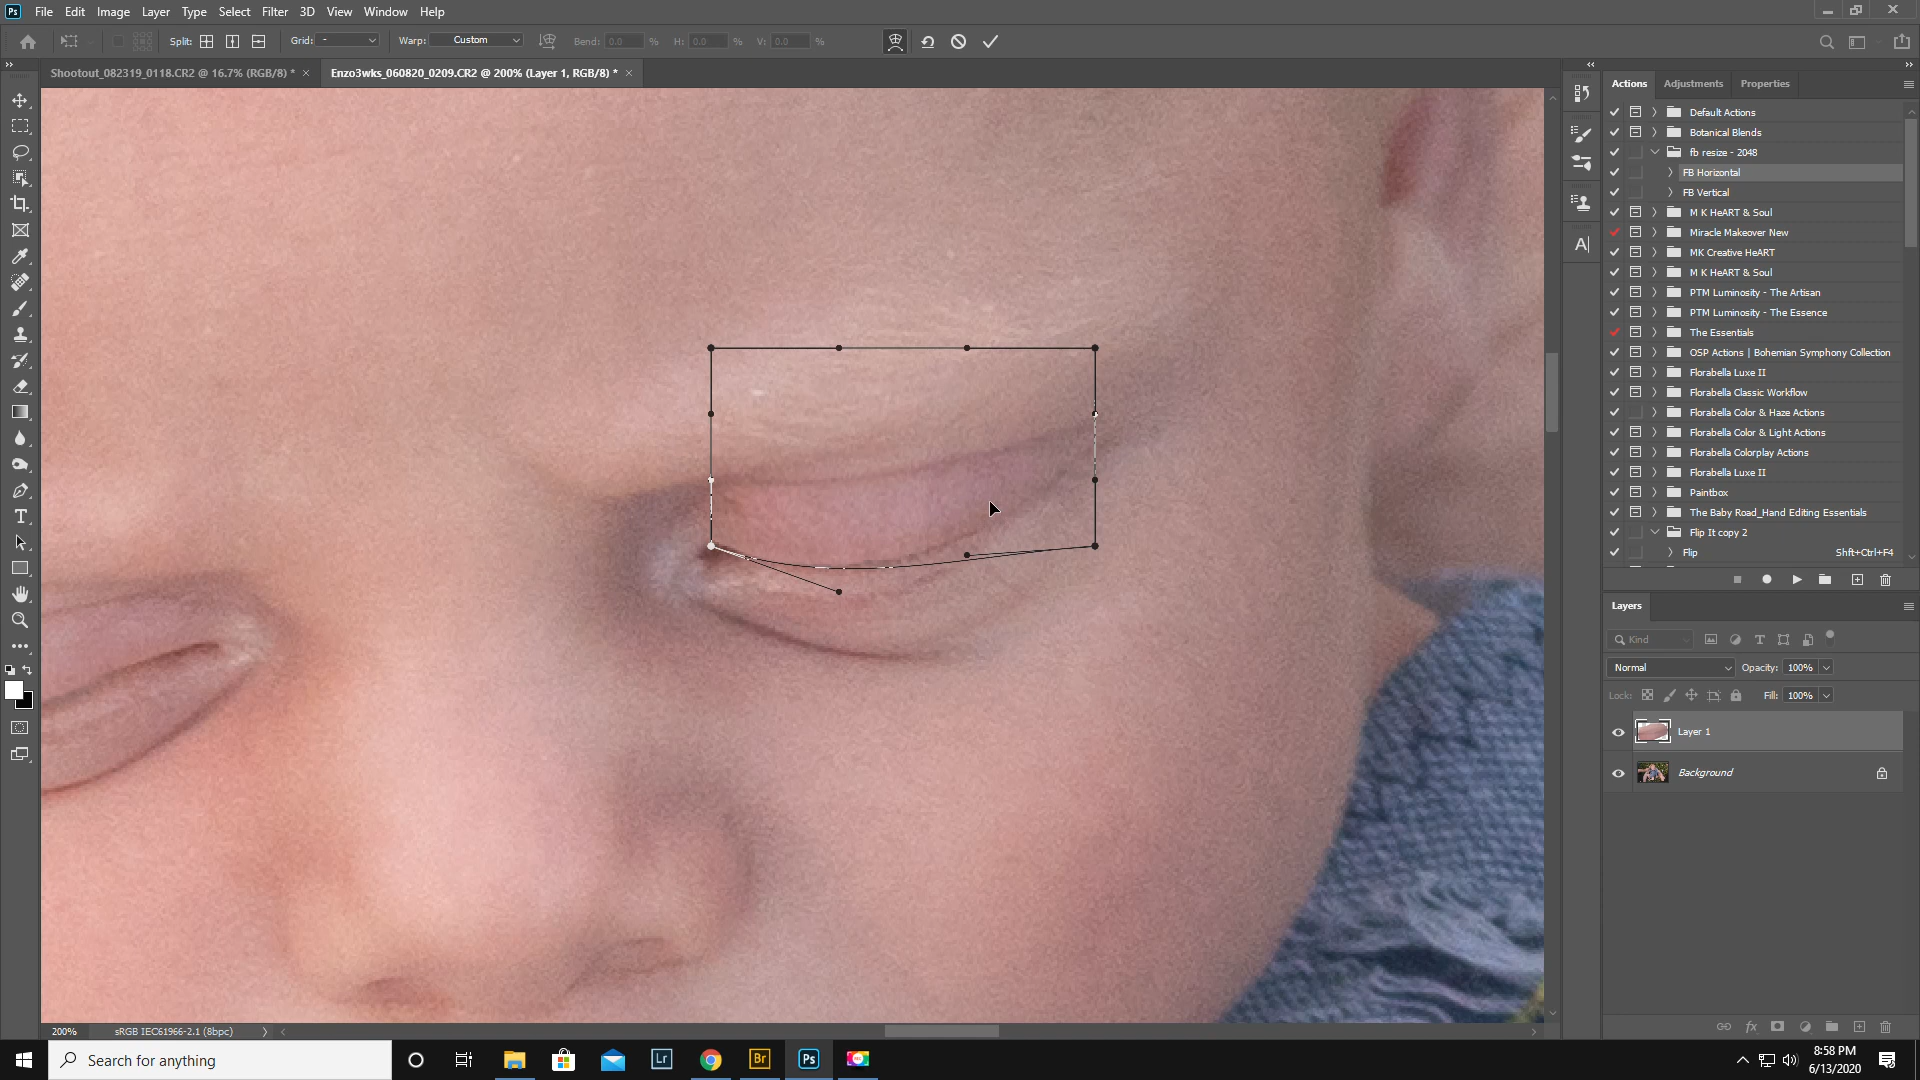 Ps File Edit Image Layer Type Select Filter 3D View Window Help
Split: Grid: - Warp: Custom Bend: 0.0 % H: 0.0 % V: 0.0 %
Shootout_082319_0118.CR2 @ 16.7% (RGB/8) * × Enzo3wks_060820_0209.CR2 @ 200% (Layer 1, RGB/8) * ×
Actions Adjustments Properties
Default Actions
Botanical Blends
fb resize - 2048
FB Horizontal
FB Vertical
M K HeART & Soul
Miracle Makeover New
MK Creative HeART
M K HeART & Soul
PTM Luminosity - The Artisan
PTM Luminosity - The Essence
The Essentials
OSP Actions | Bohemian Symphony Collection
Florabella Luxe II
Florabella Classic Workflow
Florabella Color & Haze Actions
Florabella Color & Light Actions
Florabella Colorplay Actions
Florabella Luxe II
Paintbox
The Baby Road_Hand Editing Essentials
Flip It copy 2
Flip Shft+Ctrl+F4
Layers
Kind
Normal Opacity: 100%
Lock: Fill: 100%
Layer 1
Background
200% sRGB IEC61966-2.1 (8bpc)
Search for anything Lr Br Ps
8:58 PM
6/13/2020